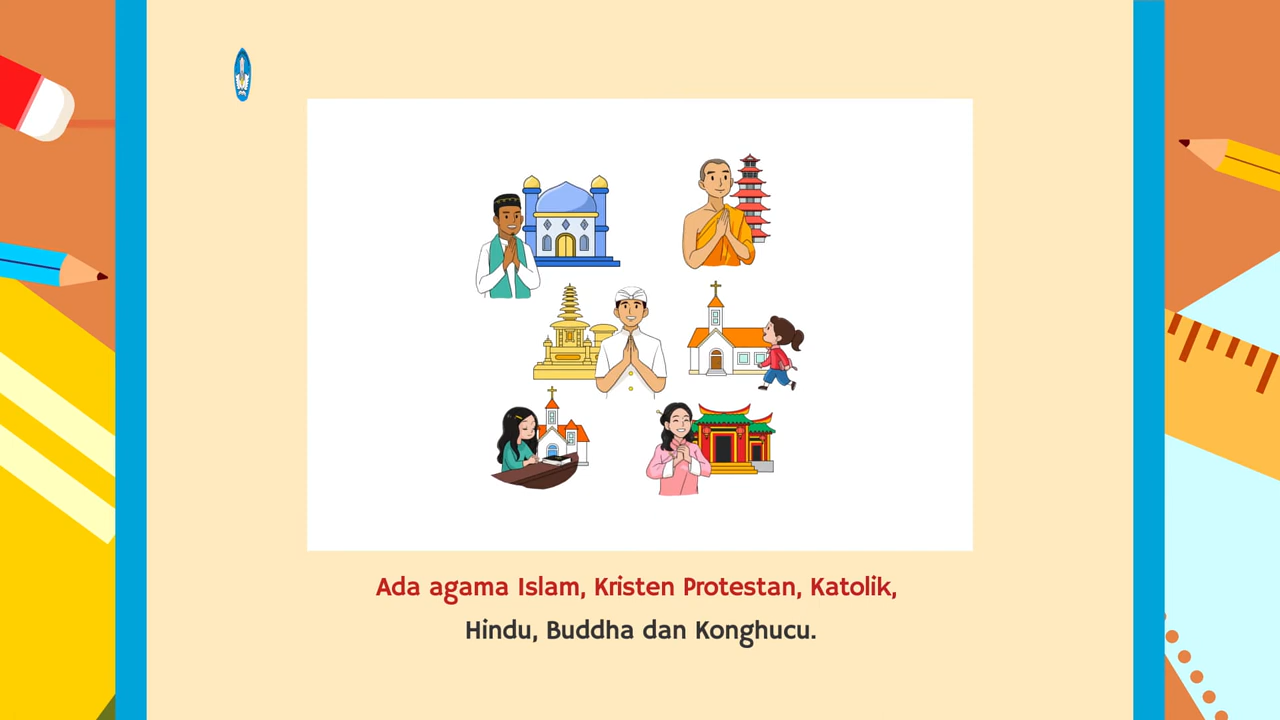 Ada agama Islam, Kristen Protestan, Katolik,
Hindu, Buddha dan Konghucu.